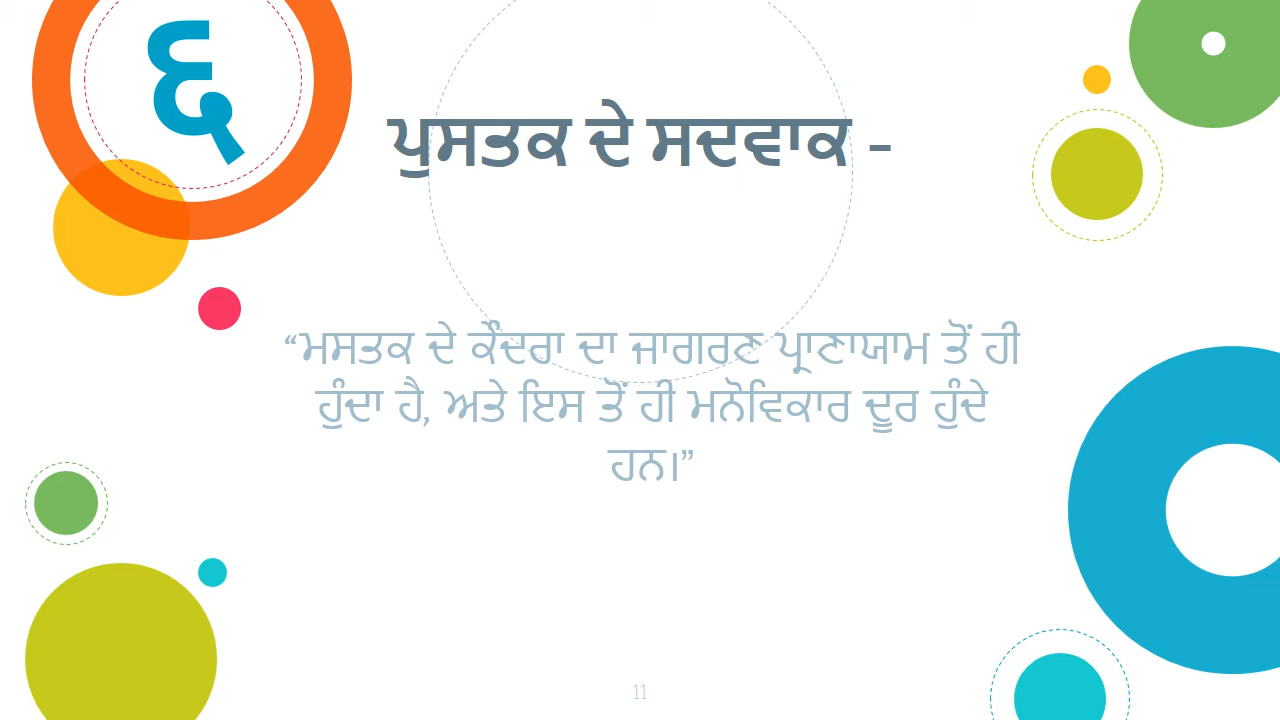 ੬
ਪੁਸਤਕ ਦੇ ਸਦਵਾਕ -
“ਮਸਤਕ ਦੇ ਕੇੰਦਰਾ ਦਾ ਜਾਗਰਣ ਪ੍ਰਾਣਾਯਾਮ ਤੋਂ ਹੀ
ਹੁੰਦਾ ਹੈ, ਅਤੇ ਇਸ ਤੋਂ ਹੀ ਮਨੋਵਿਕਾਰ ਦੂਰ ਹੁੰਦੇ
ਹਨ।”
11